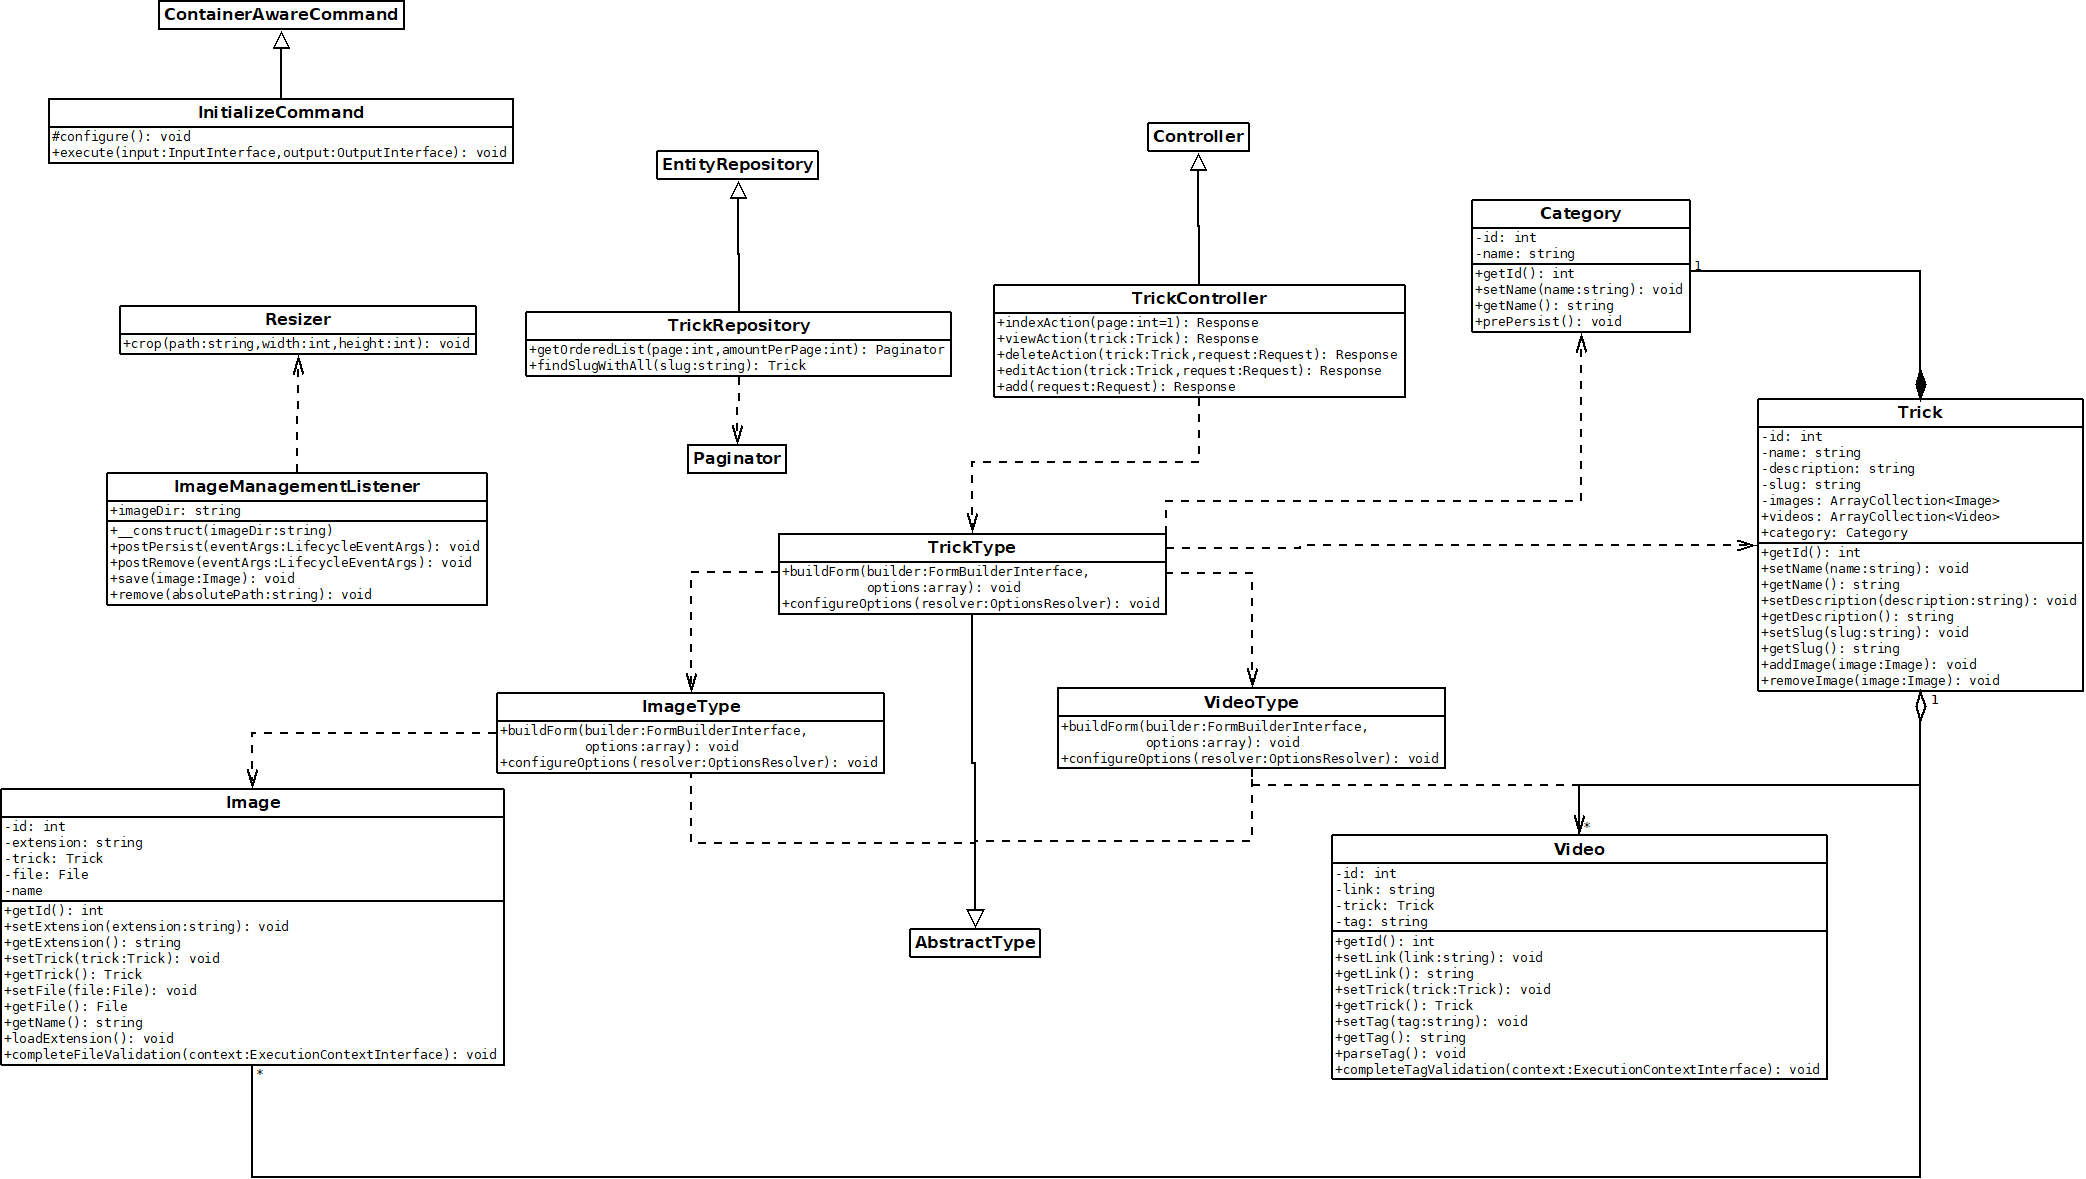 ContainerAwareCommand
InitializeCommand
#configure(): void
+execute(input:InputInterface,output:OutputInterface): void
EntityRepository
Controller
Category
-id: int
-name: string
+getId(): int
+setName(name:string): void
+getName(): string
+prePersist(): void
1
Resizer
+crop(path:string,width:int,height:int): void
TrickRepository
+getOrderedList(page:int,amountPerPage:int): Paginator
+findSlugWithAll(slug:string): Trick
TrickController
+indexAction(page:int=1): Response
+viewAction(trick:Trick): Response
+deleteAction(trick:Trick,request:Request): Response
+editAction(trick:Trick,request:Request): Response
+add(request:Request): Response
Paginator
Trick
-id: int
-name: string
-description: string
-slug: string
-images: ArrayCollection<Image>
+videos: ArrayCollection<Video>
+category: Category
+getId(): int
+setName(name:string): void
+getName(): string
+setDescription(description:string): void
+getDescription(): string
+setSlug(slug:string): void
+getSlug(): string
+addImage(image:Image): void
+removeImage(image:Image): void
1
ImageManagementListener
+imageDir: string
+__construct(imageDir:string)
+postPersist(eventArgs:LifecycleEventArgs): void
+postRemove(eventArgs:LifecycleEventArgs): void
+save(image:Image): void
+remove(absolutePath:string): void
TrickType
+buildForm(builder:FormBuilderInterface,
options:array): void
+configureOptions(resolver:OptionsResolver): void
ImageType
+buildForm(builder:FormBuilderInterface,
options:array): void
+configureOptions(resolver:OptionsResolver): void
VideoType
+buildForm(builder:FormBuilderInterface,
options:array): void
+configureOptions(resolver:OptionsResolver): void
Image
-id: int
-extension: string
-trick: Trick
-file: File
-name
+getId(): int
+setExtension(extension:string): void
+getExtension(): string
+setTrick(trick:Trick): void
+getTrick(): Trick
+setFile(file:File): void
+getFile(): File
+getName(): string
+loadExtension(): void
+completeFileValidation(context:ExecutionContextInterface): void
*
AbstractType
*
Video
-id: int
-link: string
-trick: Trick
-tag: string
+getId(): int
+setLink(link:string): void
+getLink(): string
+setTrick(trick:Trick): void
+getTrick(): Trick
+setTag(tag:string): void
+getTag(): string
+parseTag(): void
+completeTagValidation(context:ExecutionContextInterface): void